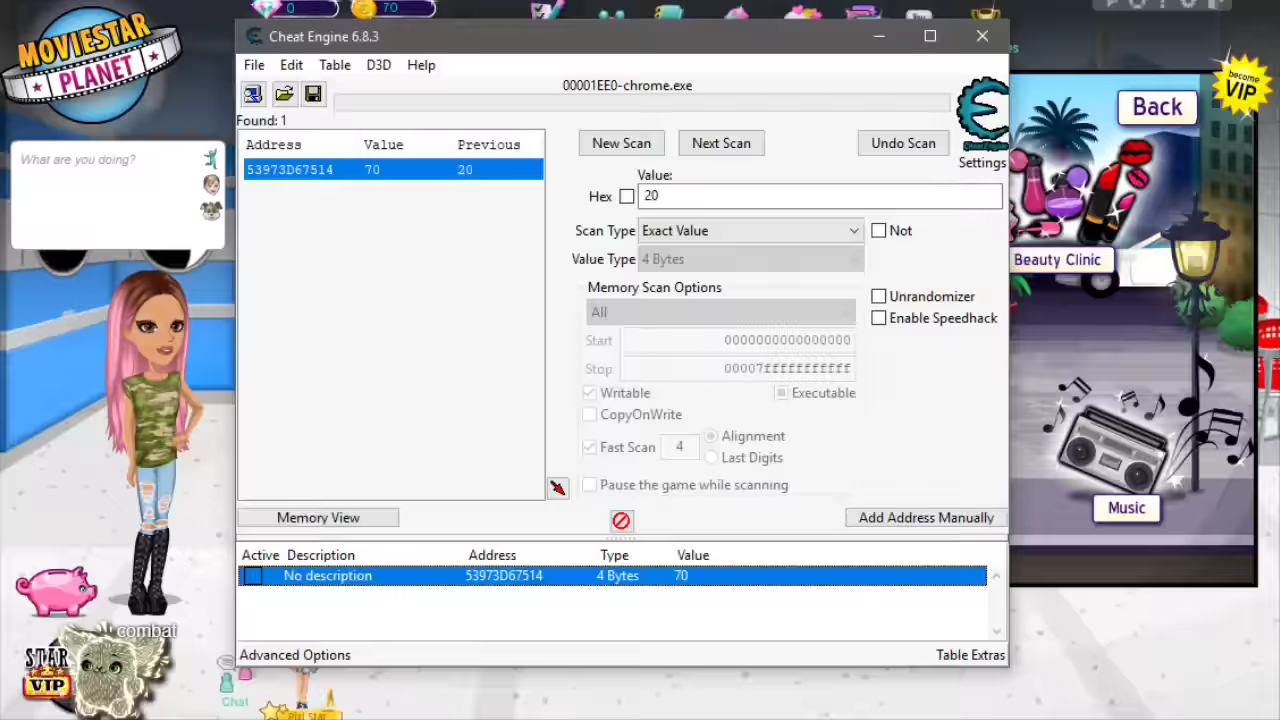 MOVIESTAR
PLANET
0
70
Cheat Engine 6.8.3
File Edit Table D3D Help
00001EE0-chrome.exe
Found: 1
Address Value Previous
53973D67514 70 20
New Scan Next Scan Undo Scan
Cheat Engine
Settings
Value:
Hex 20
Scan Type Exact Value Not
Value Type 4 Bytes
Memory Scan Options
All
Unrandomizer
Enable Speedhack
Start 0000000000000000
Stop 00007fffffffffff
Writable Executable
CopyOnWrite
Fast Scan 4 Alignment
Last Digits
Pause the game while scanning
Memory View Add Address Manually
Active Description Address Type Value
No description 53973D67514 4 Bytes 70
Advanced Options Table Extras
What are you doing?
become
VIP
Back
Beauty Clinic
Music
combat
STAR
VIP
Chat